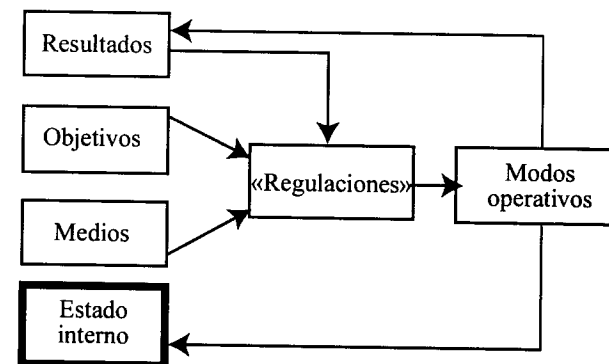 Resultados
Objetivos
«Regulaciones»
Modos
operativos
Medios
Estado
interno